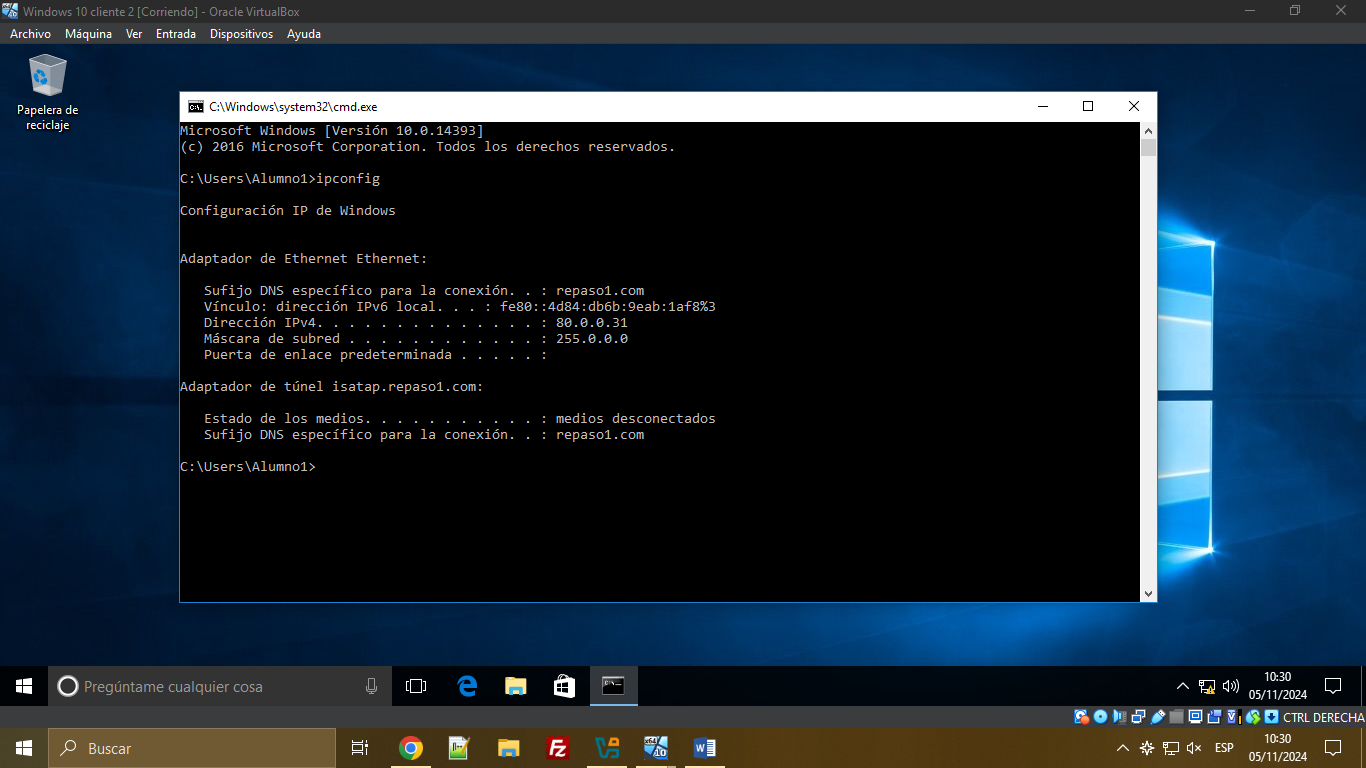 Windows 10 cliente 2 [Corriendo] - Oracle VirtualBox
Archivo Máquina Ver Entrada Dispositivos Ayuda
Papelera de
reciclaje
C:\Windows\system32\cmd.exe
Microsoft Windows [Versión 10.0.14393]
(c) 2016 Microsoft Corporation. Todos los derechos reservados.
C:\Users\Alumno1>ipconfig
Configuración IP de Windows
Adaptador de Ethernet Ethernet:
Sufijo DNS específico para la conexión. . : repaso1.com
Vínculo: dirección IPv6 local. . . : fe80::4d84:db6b:9eab:1af8%3
Dirección IPv4. . . . . . . . . . . . . . : 80.0.0.31
Máscara de subred . . . . . . . . . . . . : 255.0.0.0
Puerta de enlace predeterminada . . . . . :
Adaptador de túnel isatap.repaso1.com:
Estado de los medios. . . . . . . . . . . : medios desconectados
Sufijo DNS específico para la conexión. . : repaso1.com
C:\Users\Alumno1>
Pregúntame cualquier cosa
10:30
05/11/2024
CTRL DERECHA
Buscar
ESP
10:30
05/11/2024